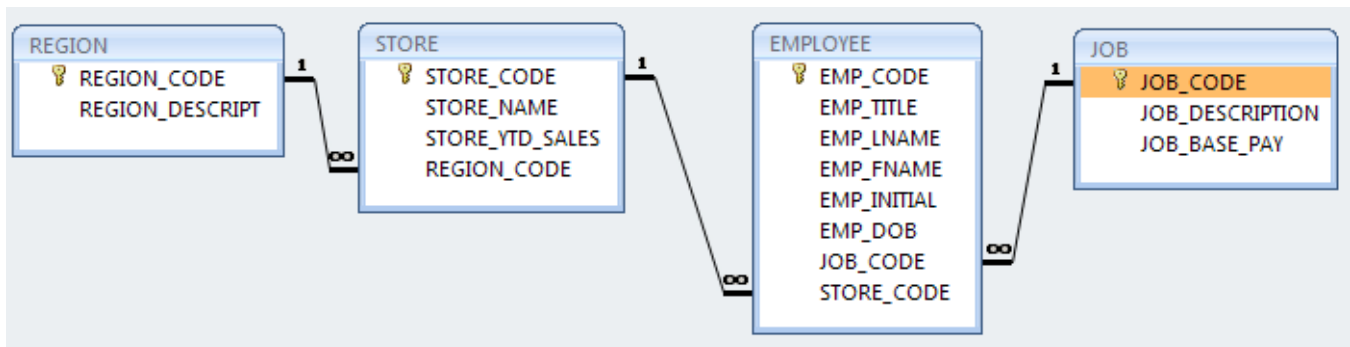 REGION
REGION_CODE
REGION_DESCRIPT
1
∞
STORE
STORE_CODE
STORE_NAME
STORE_YTD_SALES
REGION_CODE
1
∞
EMPLOYEE
EMP_CODE
EMP_TITLE
EMP_LNAME
EMP_FNAME
EMP_INITIAL
EMP_DOB
JOB_CODE
STORE_CODE
∞
1
JOB
JOB_CODE
JOB_DESCRIPTION
JOB_BASE_PAY